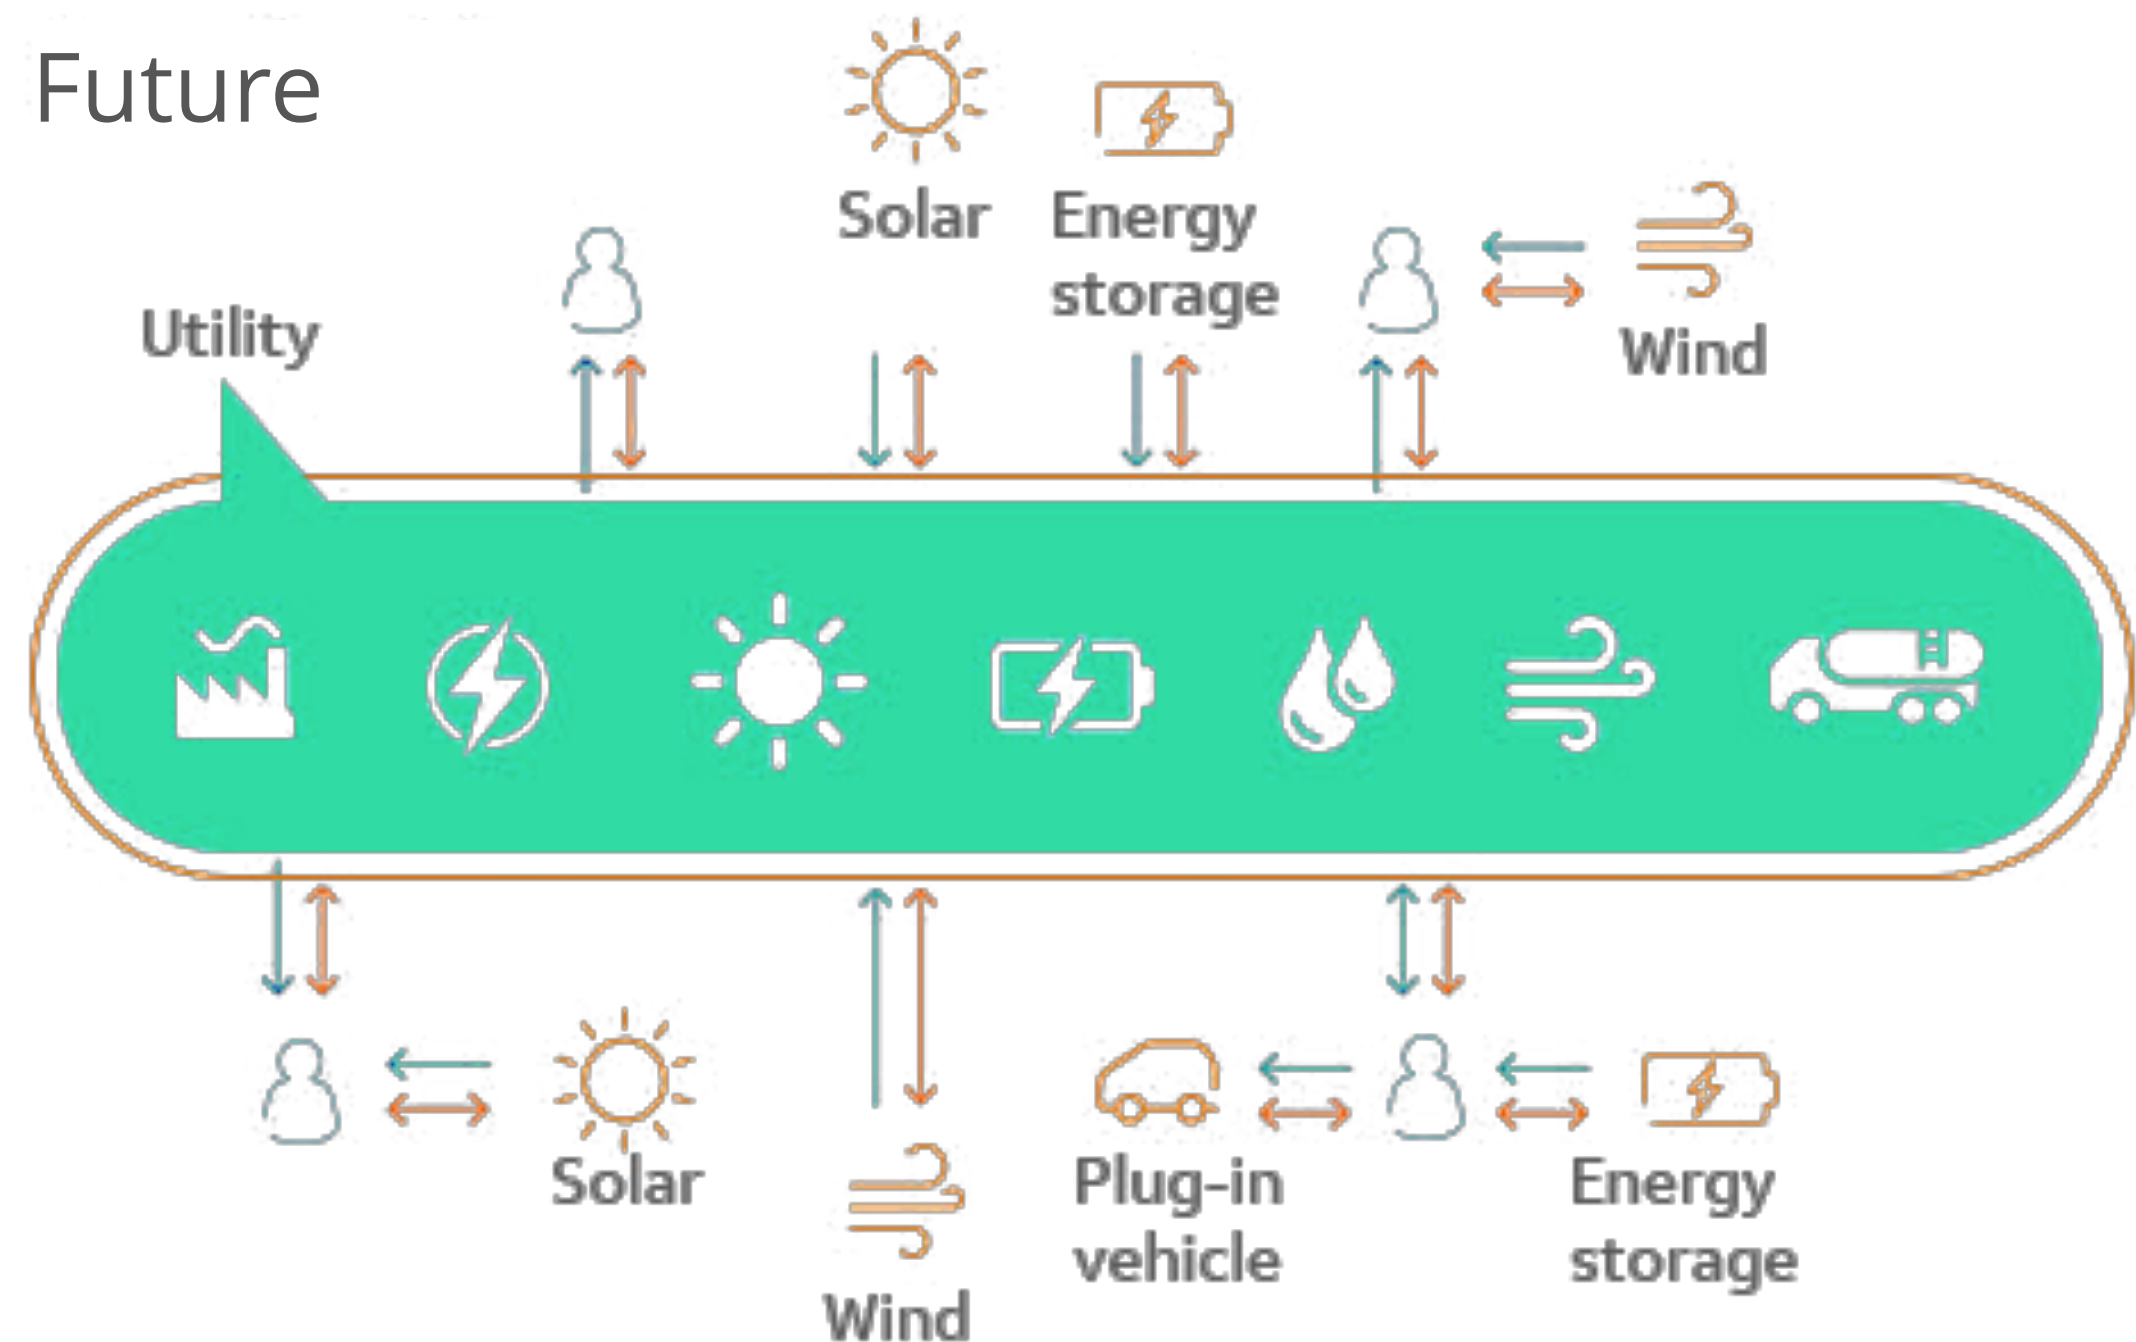 Future
Solar
Energy
storage
Utility
Wind
Solar
Wind
Plug-in
vehicle
Energy
storage